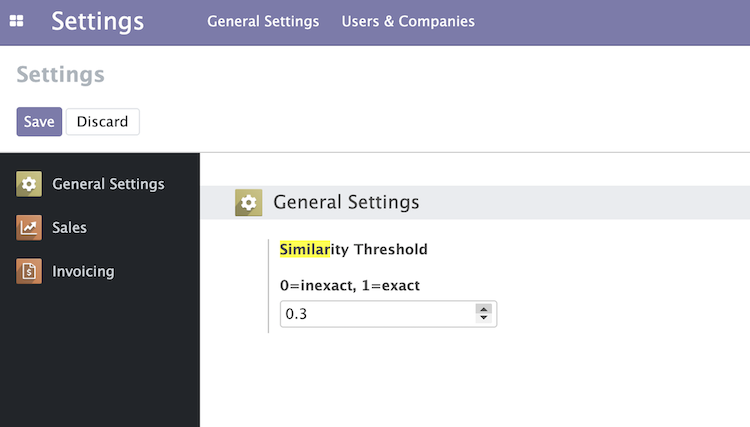 Settings General Settings Users & Companies
Settings
Save Discard
General Settings
Sales
Invoicing
General Settings
Similarity Threshold
0=inexact, 1=exact
0.3